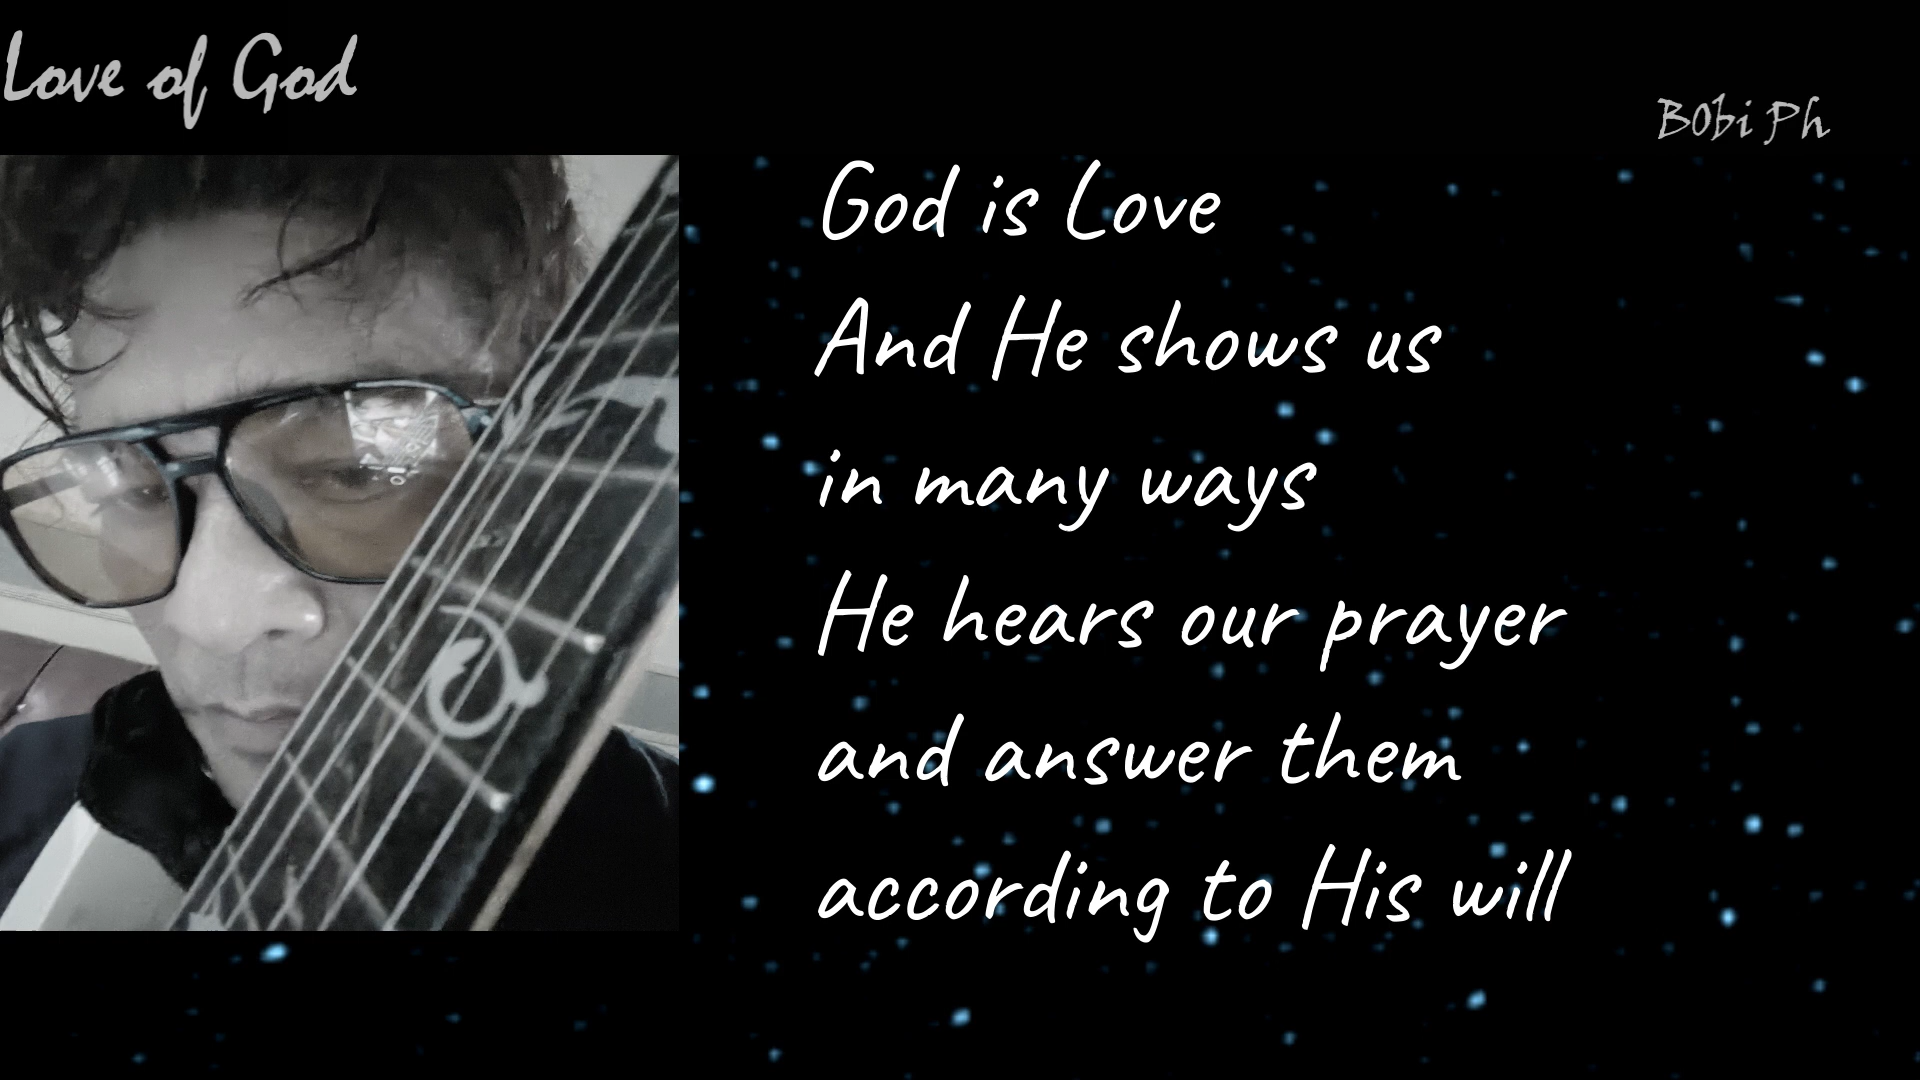 Love of God
BObi Ph
God is Love
And He shows us
in many ways
He hears our prayer
and answer them
according to His will